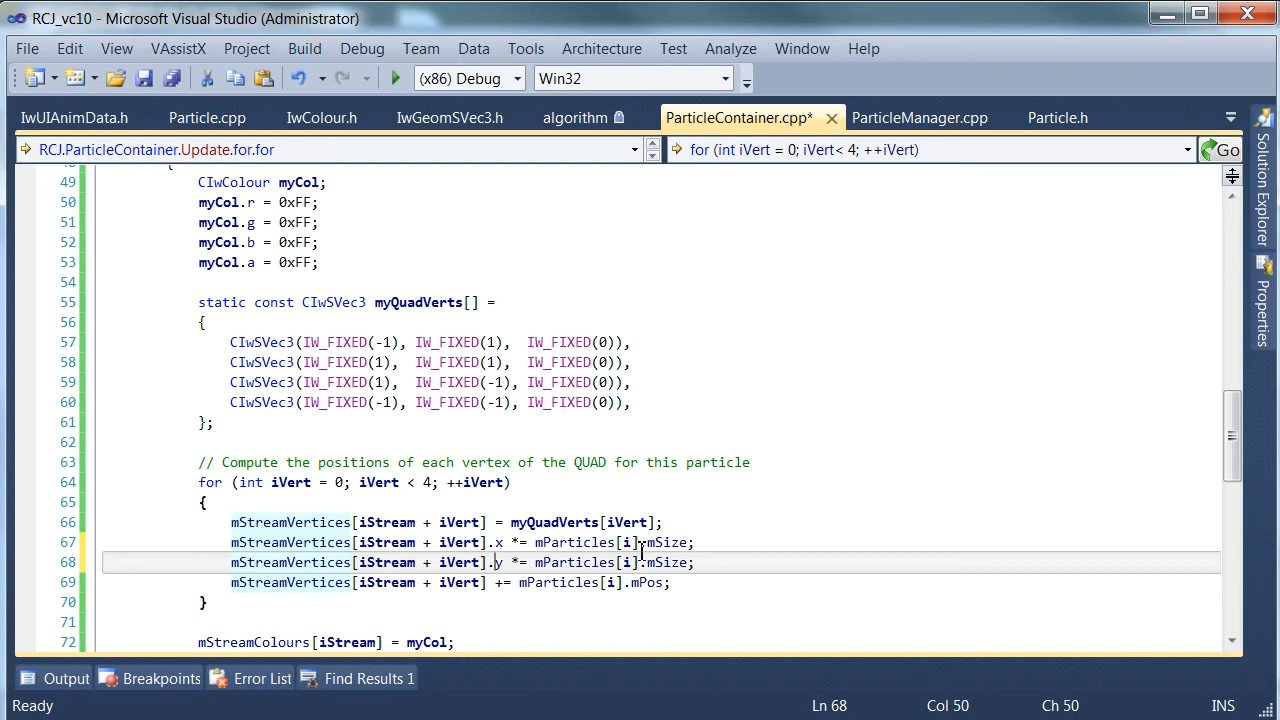 RCJ_vc10 - Microsoft Visual Studio (Administrator)
File Edit View VAssistX Project Build Debug Team Data Tools Architecture Test Analyze Window Help
(x86) Debug Win32
IwUIAnimData.h Particle.cpp IwColour.h IwGeomSVec3.h algorithm ParticleContainer.cpp* ParticleManager.cpp Particle.h
RCJ.ParticleContainer.Update.for.for for (int iVert = 0; iVert< 4; ++iVert) Go
{
49 CIwColour myCol;
50 myCol.r = 0xFF;
51 myCol.g = 0xFF;
52 myCol.b = 0xFF;
53 myCol.a = 0xFF;
54
55 static const CIwSVec3 myQuadVerts[] =
56 {
57 CIwSVec3(IW_FIXED(-1), IW_FIXED(1), IW_FIXED(0)),
58 CIwSVec3(IW_FIXED(1), IW_FIXED(1), IW_FIXED(0)),
59 CIwSVec3(IW_FIXED(1), IW_FIXED(-1), IW_FIXED(0)),
60 CIwSVec3(IW_FIXED(-1), IW_FIXED(-1), IW_FIXED(0)),
61 };
62
63 // Compute the positions of each vertex of the QUAD for this particle
64 for (int iVert = 0; iVert < 4; ++iVert)
65 {
66 mStreamVertices[iStream + iVert] = myQuadVerts[iVert];
67 mStreamVertices[iStream + iVert].x *= mParticles[i].mSize;
68 mStreamVertices[iStream + iVert].y *= mParticles[i].mSize;
69 mStreamVertices[iStream + iVert] += mParticles[i].mPos;
70 }
71
72 mStreamColours[iStream] = myCol;
Solution Explorer
Properties
Output Breakpoints Error List Find Results 1
Ready Ln 68 Col 50 Ch 50 INS